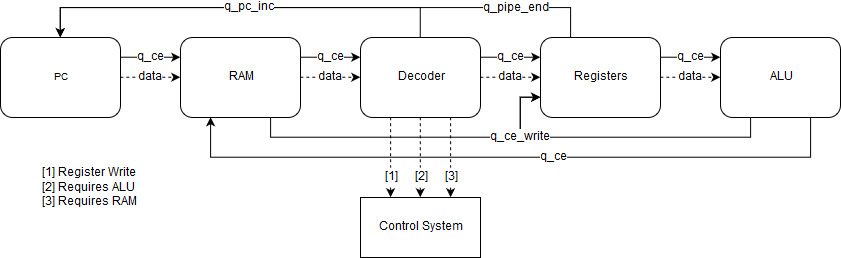 q_pc_inc q_pipe_end
q_ce q_ce q_ce q_ce
PC RAM Decoder Registers ALU
data data data data
q_ce_write
q_ce
[1] Register Write
[2] Requires ALU
[3] Requires RAM
[1] [2] [3]
Control System